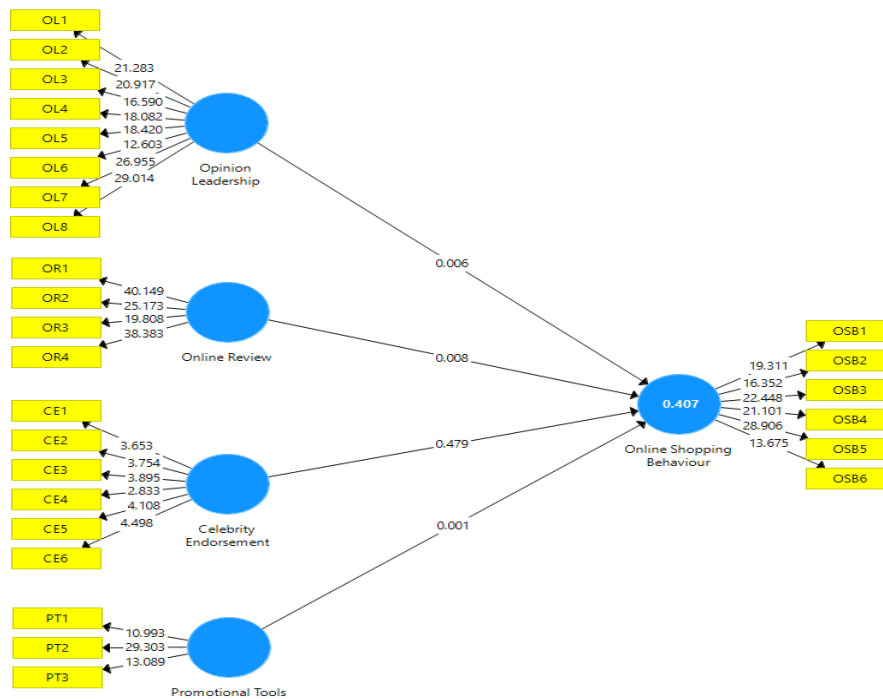 OL1
OL2
OL3
OL4
OL5
OL6
OL7
OL8
21.283
20.917
16.590
18.082
18.420
12.603
26.955
29.014
Opinion
Leadership
0.006
OR1
OR2
OR3
OR4
40.149
25.173
19.808
38.383
Online Review
0.008
CE1
CE2
CE3
CE4
CE5
CE6
3.653
3.754
3.895
2.833
4.108
4.498
Celebrity
Endorsement
0.479
PT1
PT2
PT3
10.993
29.303
13.089
Promotional Tools
0.001
0.407
Online Shopping
Behaviour
19.311
16.352
22.448
21.101
28.906
13.675
OSB1
OSB2
OSB3
OSB4
OSB5
OSB6